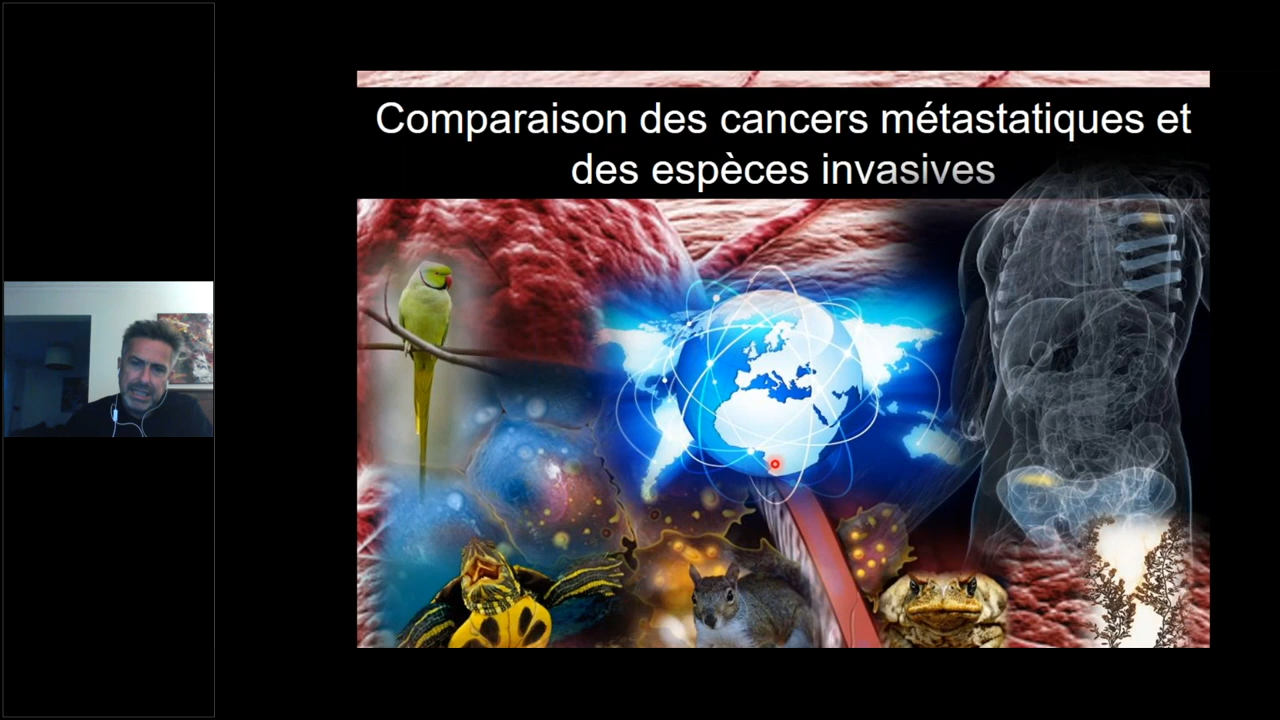 Comparaison des cancers métastatiques et
des espèces invasives